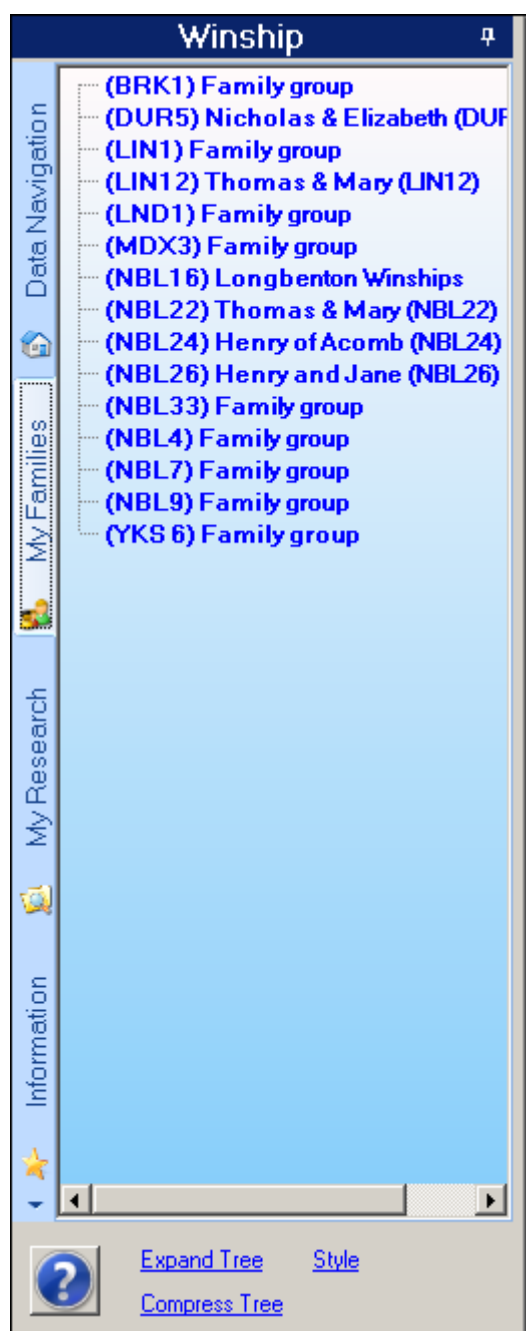 Winship
Data Navigation
My Families
My Research
Information
(BRK1) Family group
(DUR5) Nicholas & Elizabeth (DUR
(LIN1) Family group
(LIN12) Thomas & Mary (LIN12)
(LND1) Family group
(MDX3) Family group
(NBL16) Longbenton Winships
(NBL22) Thomas & Mary (NBL22)
(NBL24) Henry of Acomb (NBL24)
(NBL26) Henry and Jane (NBL26)
(NBL33) Family group
(NBL4) Family group
(NBL7) Family group
(NBL9) Family group
(YKS 6) Family group
?
Expand Tree Style
Compress Tree